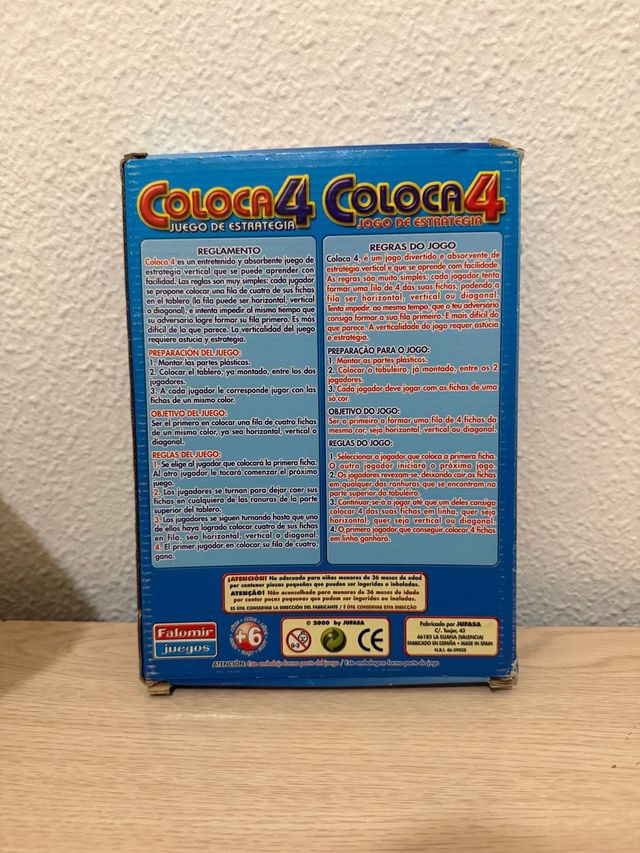 COLOCA 4
JUEGO DE ESTRATEGIA
REGLAMENTO
Coloca 4 es un entretenido y absorbente juego de
estrategia vertical que se puede aprender con
facilidad. Las reglas son muy simples: cada jugador
se propone colocar una fila de cuatro de sus fichas
en el tablero (la fila puede ser horizontal, vertical
o diagonal), e intenta impedir al mismo tiempo que
su adversario logre formar su fila primero. Es más
difícil de lo que parece. La verticalidad del juego
requiere astucia y estrategia.
PREPARACIÓN DEL JUEGO:
1. Montar las partes plásticas.
2. Colocar el tablero, ya montado, entre los dos
jugadores.
3. A cada jugador le corresponde jugar con las
fichas de un mismo color.
OBJETIVO DEL JUEGO:
Ser el primero en colocar una fila de cuatro fichas
de un mismo color, ya sea horizontal, vertical o
diagonal.
REGLAS DEL JUEGO:
1. Se elige al jugador que colocará la primera ficha.
Al otro jugador le tocará comenzar el próximo
juego.
2. Los jugadores se turnan para dejar caer sus
fichas en cualquiera de las ranuras de la parte
superior del tablero.
3. Los jugadores se siguen turnando hasta que uno
de ellos haya logrado colocar cuatro de sus fichas
en fila, sea horizontal, vertical o diagonal.
4. El primer jugador en colocar su fila de cuatro,
gana.
COLOCA 4
JOGO DE ESTRATEGIA
REGRAS DO JOGO
Coloca 4, é um jogo divertido e absorvente de
estratégia vertical e que se aprende com facilidade.
As regras são muito simples: cada jogador tenta
formar uma fila de 4 das suas fichas, podendo a
fila ser horizontal, vertical ou diagonal.
Tenta impedir, ao mesmo tempo, que o teu adversário
consiga formar a sua fila primeiro. É mais difícil do
que parece. A verticalidade do jogo requer astúcia
e estratégia.
PREPARAÇÃO PARA O JOGO:
1. Montar as partes plásticas.
2. Colocar o tabuleiro, já montado, entre os 2
jogadores.
3. Cada jogador deve jogar com as fichas de uma
só cor.
OBJETIVO DO JOGO:
Ser o primeiro a formar uma fila de 4 fichas da
mesma cor, seja horizontal, vertical ou diagonal.
REGLAS DO JOGO:
1. Seleccionar o jogador que coloca a primeira ficha.
O outro jogador iniciará o próximo jogo.
2. Os jogadores revezam-se, deixando cair as fichas
em qualquer das ranhuras que se encontram na
parte superior do tabuleiro.
3. Continuar-se-á a jogar até que um deles consiga
colocar 4 das suas fichas em linha, quer seja
horizontal, quer seja vertical ou diagonal.
4. O primeiro jogador que conseguir colocar 4 fichas
em linha ganhará.
¡ATENCIÓN!: No adecuado para niños menores de 36 meses de edad
por contener piezas pequeñas que pueden ser ingeridas o inhaladas.
ATENÇÃO!: Não aconselhado para menores de 36 meses de idade
por conter peças pequenas que podem ser ingeridas ou inaladas.
ES ÚTIL CONSERVAR LA DIRECCIÓN DEL FABRICANTE / É ÚTIL CONSERVAR ESTA DIRECÇÃO
Falomir
juegos
+6
© 2000 by JUFASA
0-3
CE
Fabricado por JUFASA
C/. Tuejar, 43
46183 LA ELIANA (VALENCIA)
FABRICADO EN ESPAÑA • MADE IN SPAIN
N.R.I. 46-59028
ATENCIÓN: Este embalaje forma parte del juego / Este embalagem forma parte do jogo